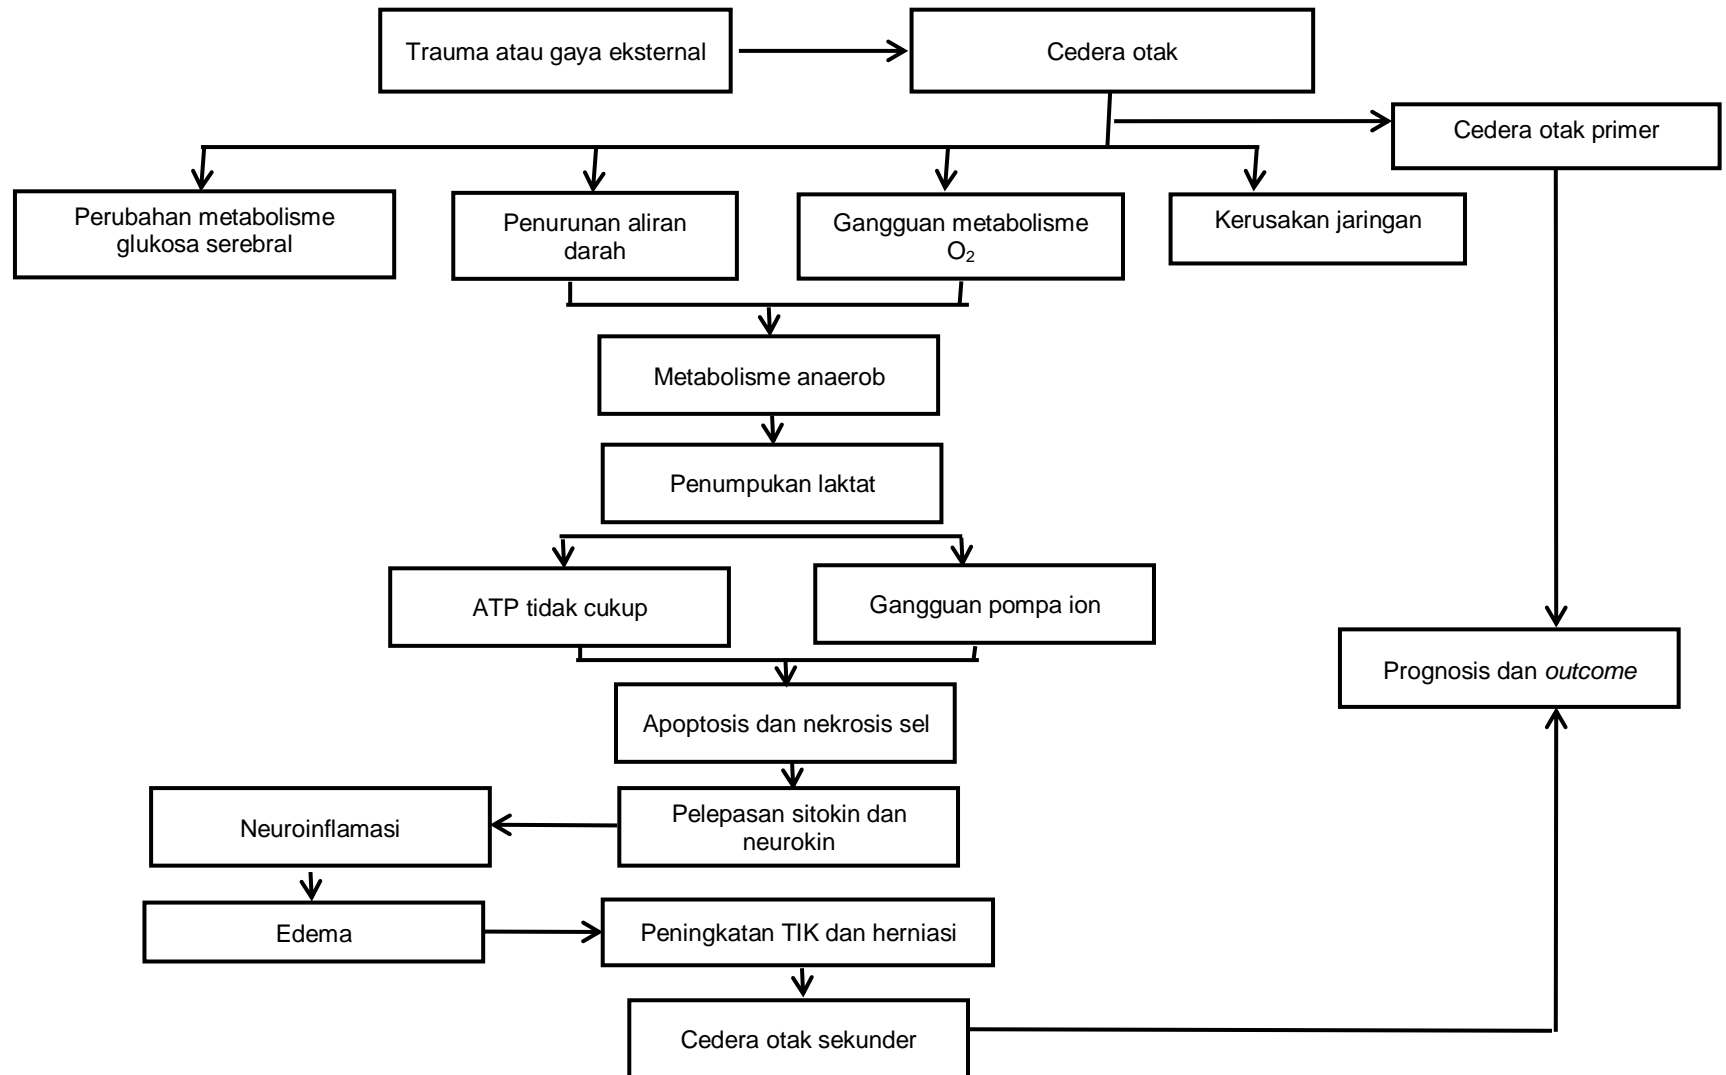 Trauma atau gaya eksternal
Cedera otak
Cedera otak primer
Perubahan metabolisme
glukosa serebral
Penurunan aliran
darah
Gangguan metabolisme
O₂
Kerusakan jaringan
Metabolisme anaerob
Penumpukan laktat
ATP tidak cukup
Gangguan pompa ion
Prognosis dan outcome
Apoptosis dan nekrosis sel
Pelepasan sitokin dan
neurokin
Neuroinflamasi
Edema
Peningkatan TIK dan herniasi
Cedera otak sekunder